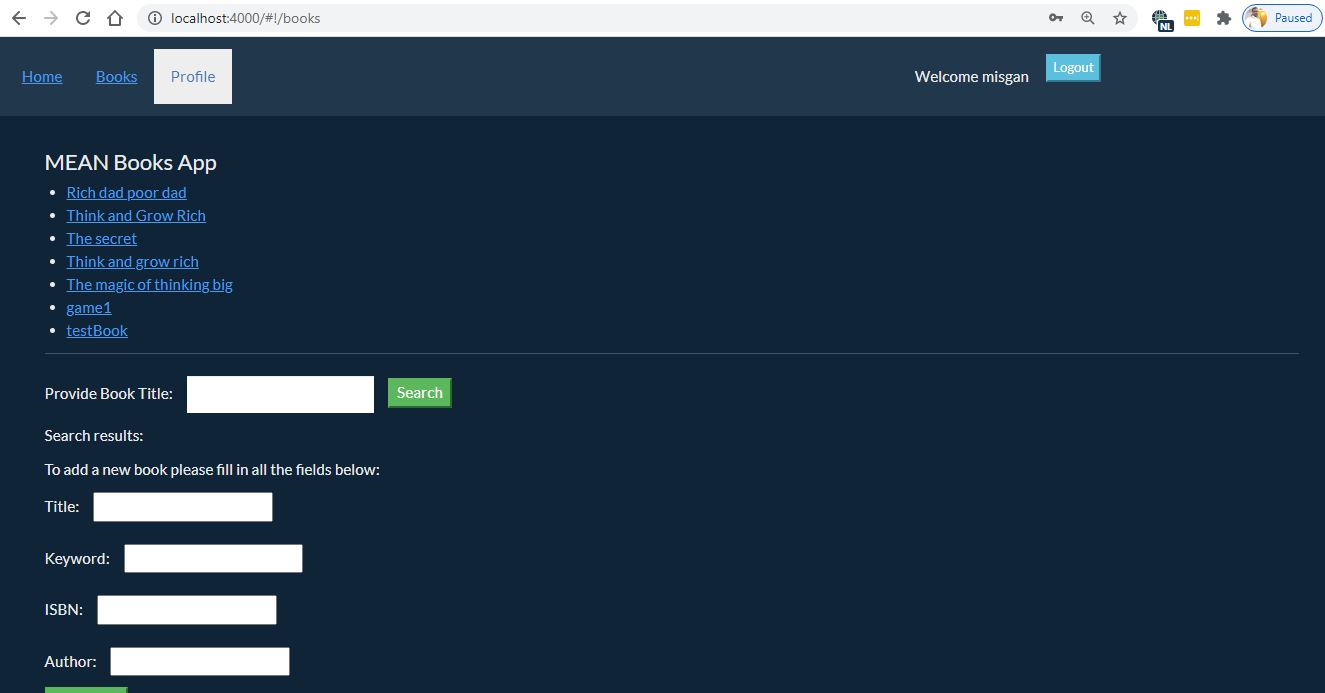 localhost:4000/#!/books
NL
Paused
Home Books Profile Welcome misgan Logout
MEAN Books App
Rich dad poor dad
Think and Grow Rich
The secret
Think and grow rich
The magic of thinking big
game1
testBook
Provide Book Title: Search
Search results:
To add a new book please fill in all the fields below:
Title:
Keyword:
ISBN:
Author: